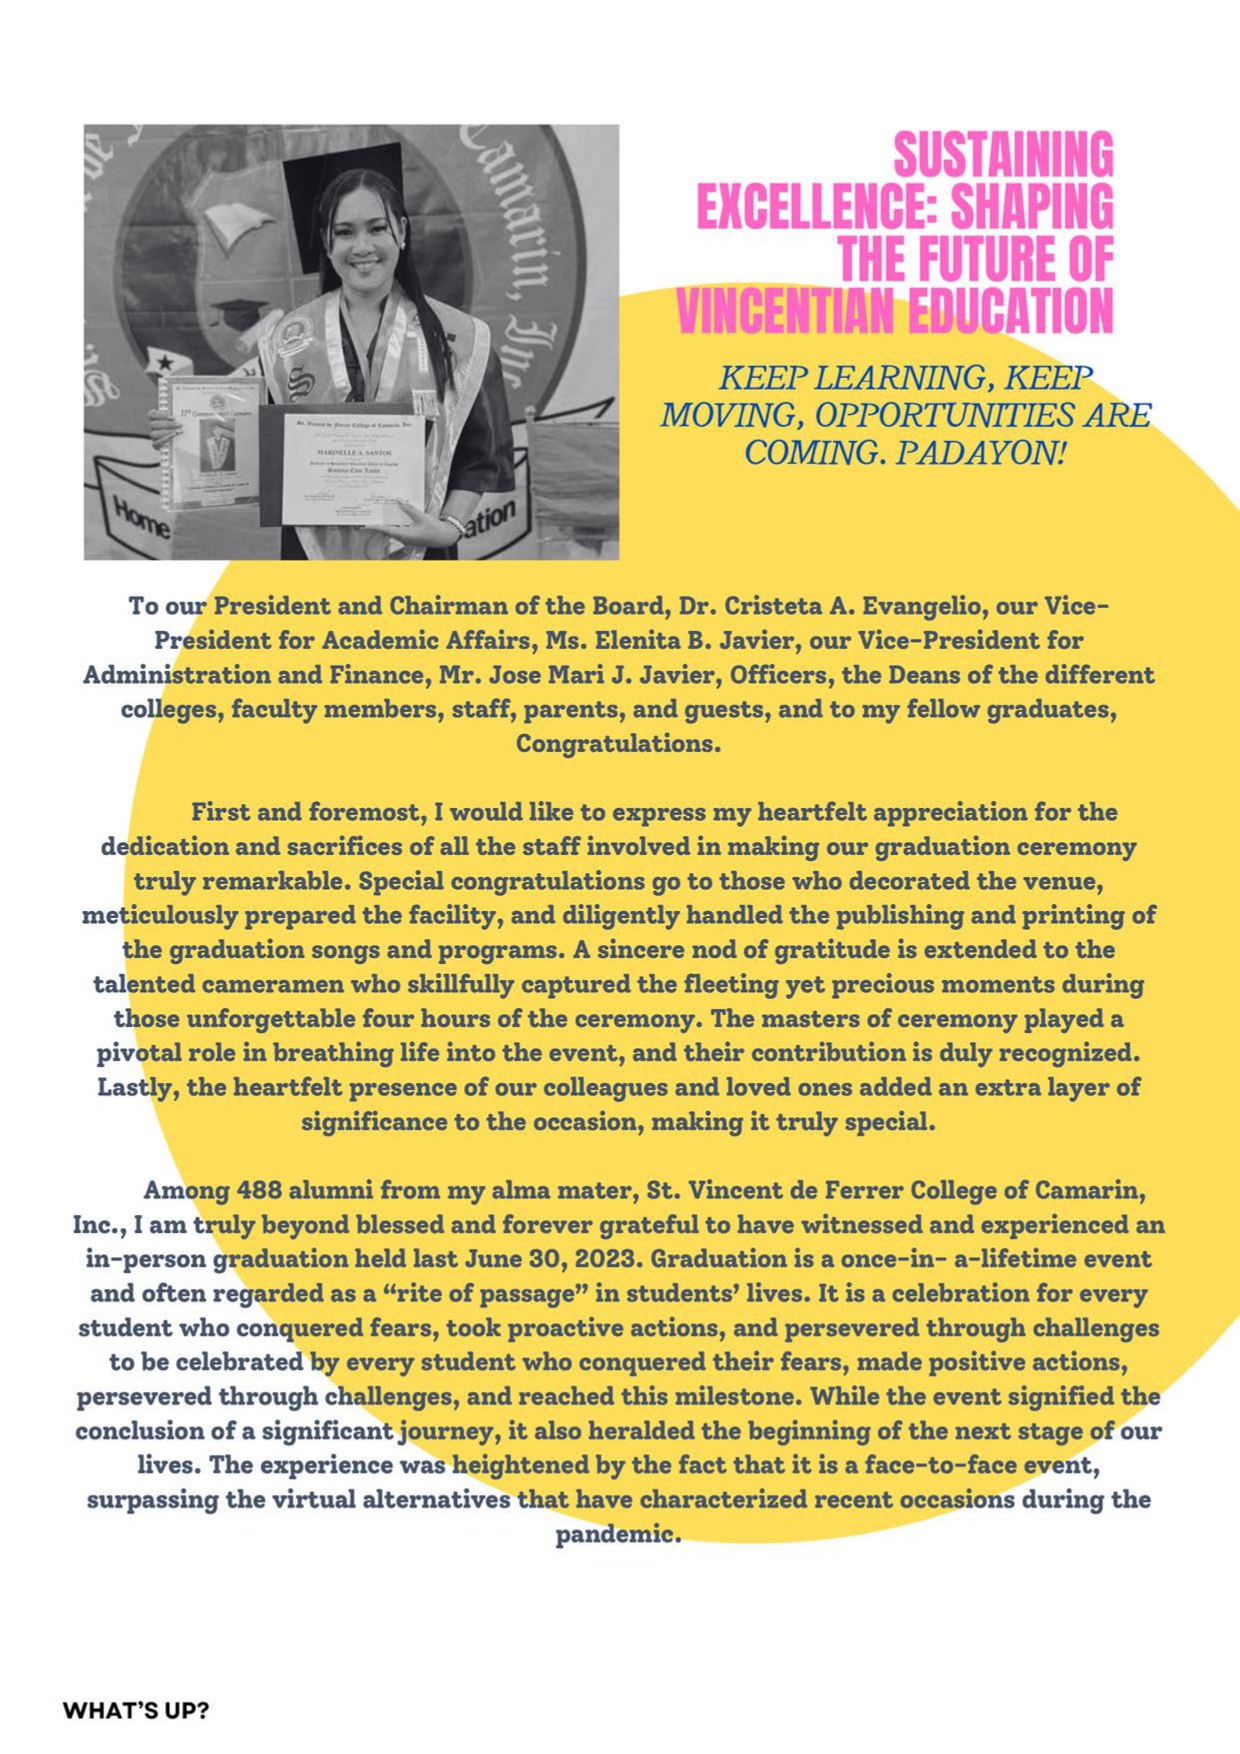 Camarin, Inc.
Home
ation
11th Commencement Exercises
St. Vincent de Ferrer College of Camarin, Inc.
MARINELLE A. SANTOS
SUSTAINING
EXCELLENCE: SHAPING
THE FUTURE OF
VINCENTIAN EDUCATION
KEEP LEARNING, KEEP
MOVING, OPPORTUNITIES ARE
COMING. PADAYON!
To our President and Chairman of the Board, Dr. Cristeta A. Evangelio, our Vice-
President for Academic Affairs, Ms. Elenita B. Javier, our Vice-President for
Administration and Finance, Mr. Jose Mari J. Javier, Officers, the Deans of the different
colleges, faculty members, staff, parents, and guests, and to my fellow graduates,
Congratulations.
First and foremost, I would like to express my heartfelt appreciation for the
dedication and sacrifices of all the staff involved in making our graduation ceremony
truly remarkable. Special congratulations go to those who decorated the venue,
meticulously prepared the facility, and diligently handled the publishing and printing of
the graduation songs and programs. A sincere nod of gratitude is extended to the
talented cameramen who skillfully captured the fleeting yet precious moments during
those unforgettable four hours of the ceremony. The masters of ceremony played a
pivotal role in breathing life into the event, and their contribution is duly recognized.
Lastly, the heartfelt presence of our colleagues and loved ones added an extra layer of
significance to the occasion, making it truly special.
Among 488 alumni from my alma mater, St. Vincent de Ferrer College of Camarin,
Inc., I am truly beyond blessed and forever grateful to have witnessed and experienced an
in-person graduation held last June 30, 2023. Graduation is a once-in- a-lifetime event
and often regarded as a “rite of passage” in students’ lives. It is a celebration for every
student who conquered fears, took proactive actions, and persevered through challenges
to be celebrated by every student who conquered their fears, made positive actions,
persevered through challenges, and reached this milestone. While the event signified the
conclusion of a significant journey, it also heralded the beginning of the next stage of our
lives. The experience was heightened by the fact that it is a face-to-face event,
surpassing the virtual alternatives that have characterized recent occasions during the
pandemic.
WHAT’S UP?